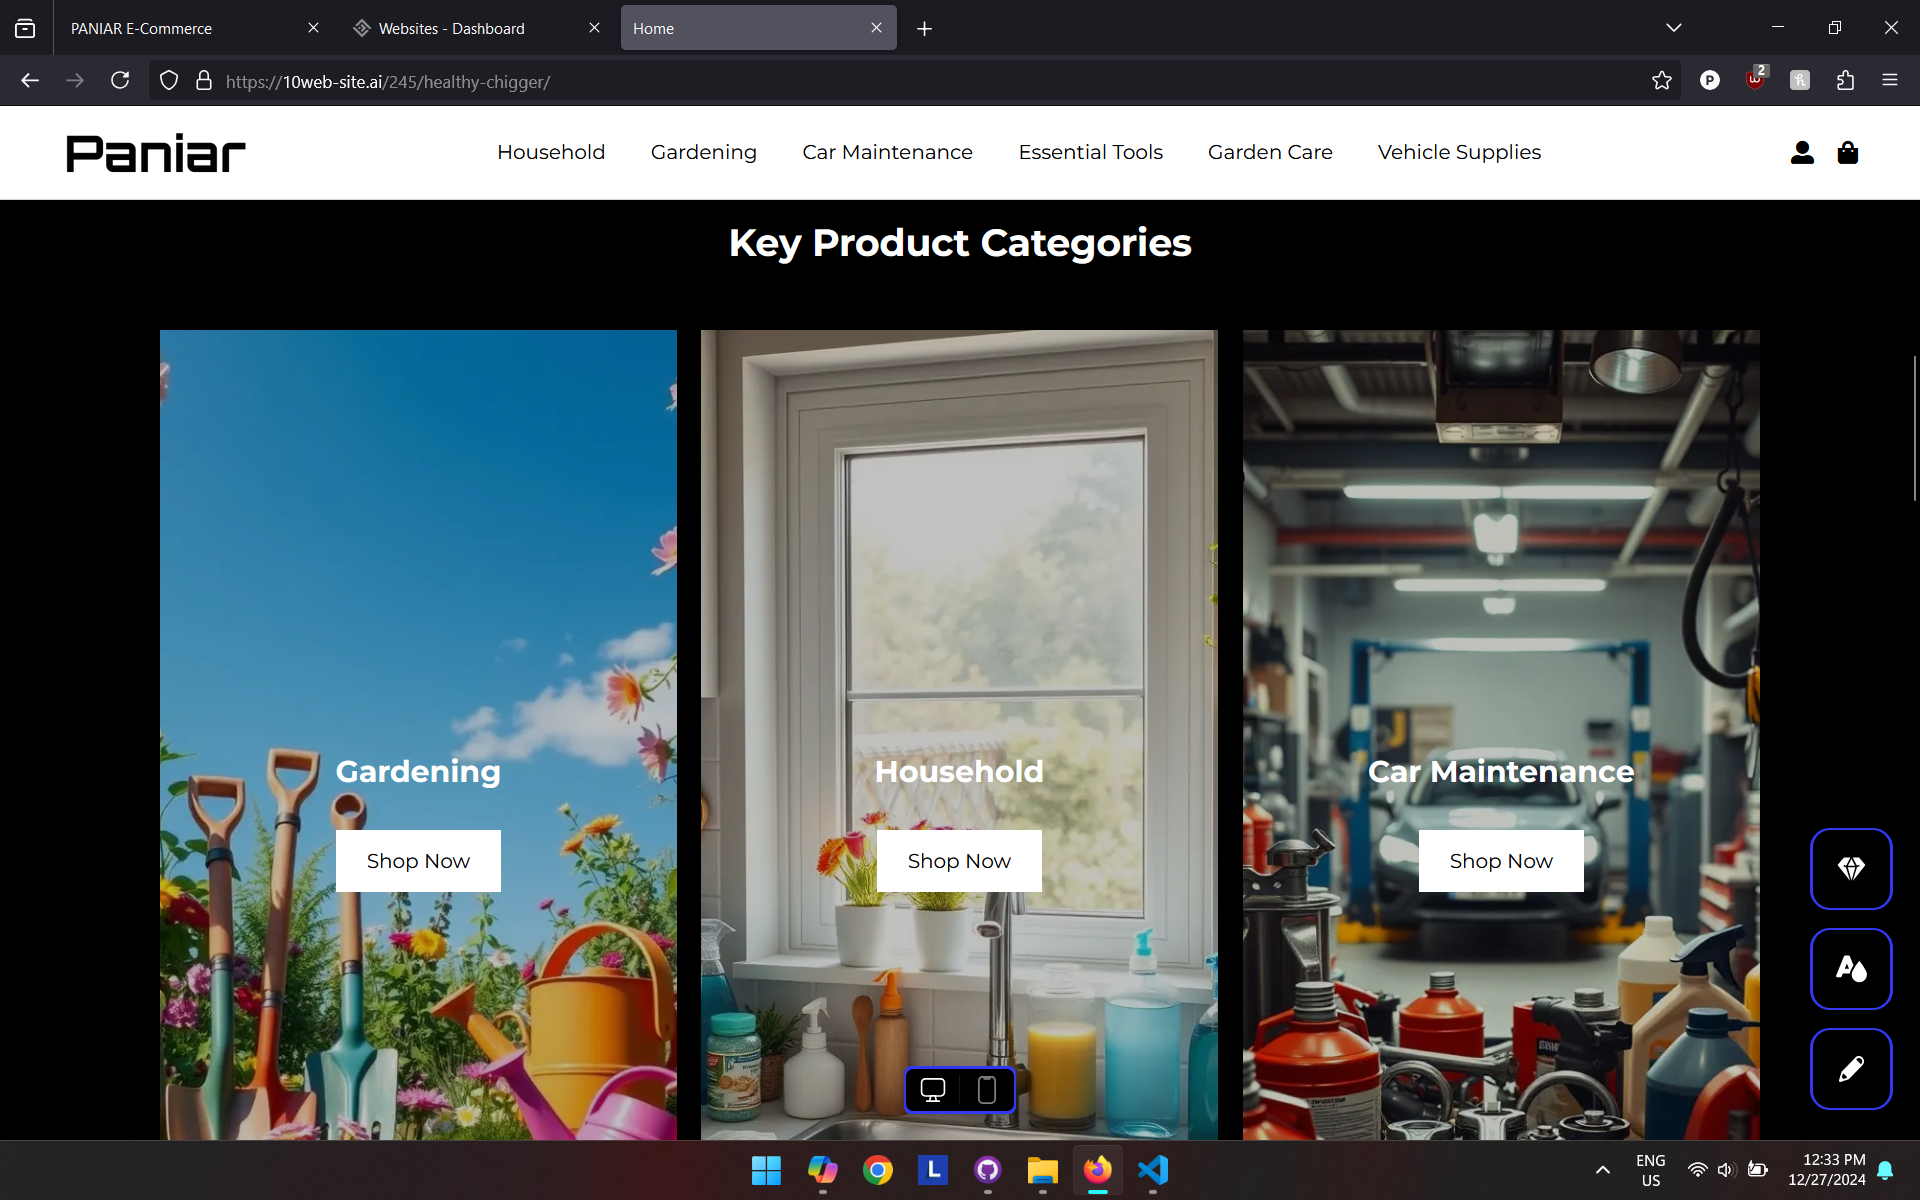 PANIAR E-Commerce
Websites - Dashboard
Home
https://10web-site.ai/245/healthy-chigger/
P
2
Paniar
Household
Gardening
Car Maintenance
Essential Tools
Garden Care
Vehicle Supplies
Key Product Categories
Gardening
Household
Car Maintenance
Shop Now
Shop Now
Shop Now
L
ENG
US
12:33 PM
12/27/2024